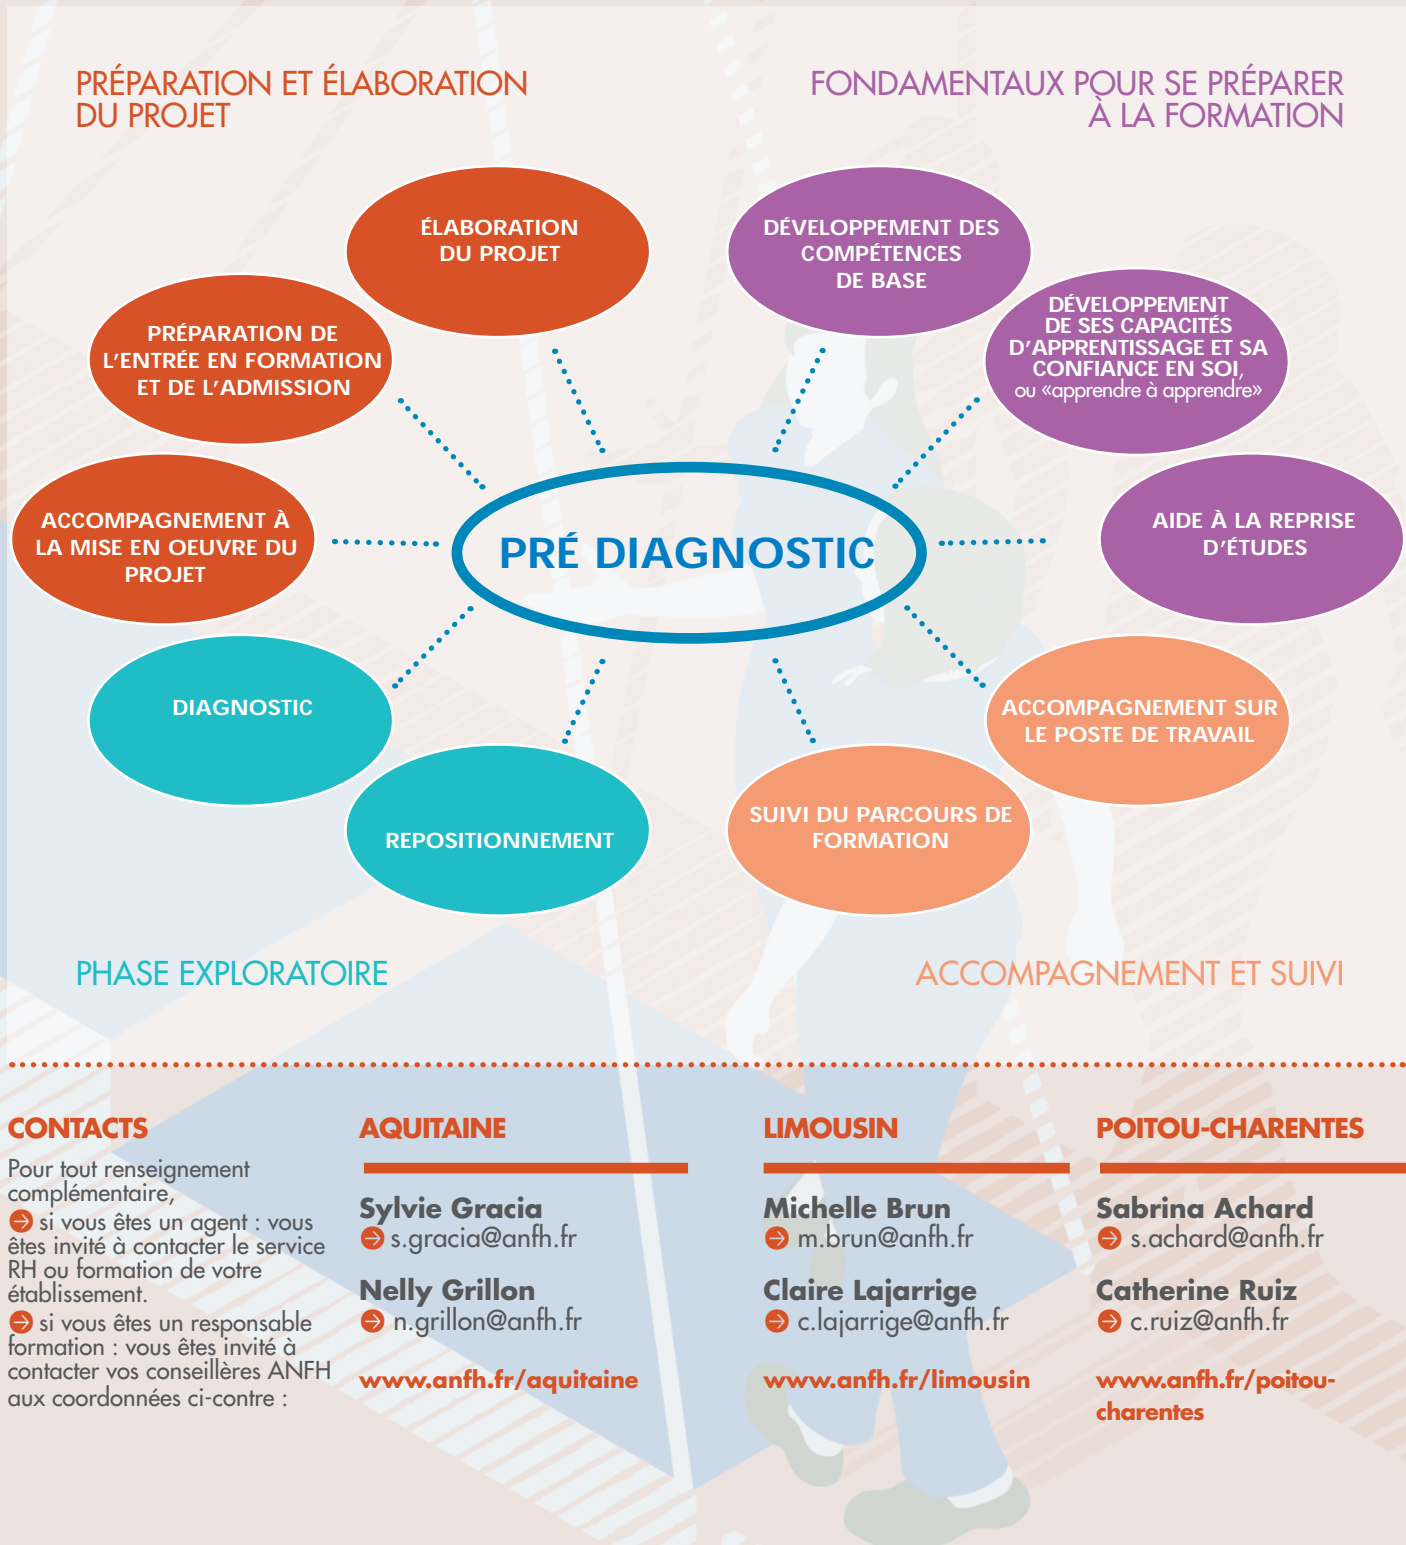 PRÉPARATION ET ÉLABORATION
DU PROJET
FONDAMENTAUX POUR SE PRÉPARER
À LA FORMATION
ÉLABORATION
DU PROJET
DÉVELOPPEMENT DES
COMPÉTENCES
DE BASE
PRÉPARATION DE
L’ENTRÉE EN FORMATION
ET DE L’ADMISSION
DÉVELOPPEMENT
DE SES CAPACITÉS
D’APPRENTISSAGE ET SA
CONFIANCE EN SOI,
ou «apprendre à apprendre»
ACCOMPAGNEMENT À
LA MISE EN OEUVRE DU
PROJET
PRÉ DIAGNOSTIC
AIDE À LA REPRISE
D’ÉTUDES
DIAGNOSTIC
ACCOMPAGNEMENT SUR
LE POSTE DE TRAVAIL
REPOSITIONNEMENT
SUIVI DU PARCOURS DE
FORMATION
PHASE EXPLORATOIRE
ACCOMPAGNEMENT ET SUIVI
CONTACTS
Pour tout renseignement
complémentaire,
si vous êtes un agent : vous
êtes invité à contacter le service
RH ou formation de votre
établissement.
si vous êtes un responsable
formation : vous êtes invité à
contacter vos conseillères ANFH
aux coordonnées ci-contre :
AQUITAINE
Sylvie Gracia
s.gracia@anfh.fr
Nelly Grillon
n.grillon@anfh.fr
www.anfh.fr/aquitaine
LIMOUSIN
Michelle Brun
m.brun@anfh.fr
Claire Lajarrige
c.lajarrige@anfh.fr
www.anfh.fr/limousin
POITOU-CHARENTES
Sabrina Achard
s.achard@anfh.fr
Catherine Ruiz
c.ruiz@anfh.fr
www.anfh.fr/poitou-
charentes